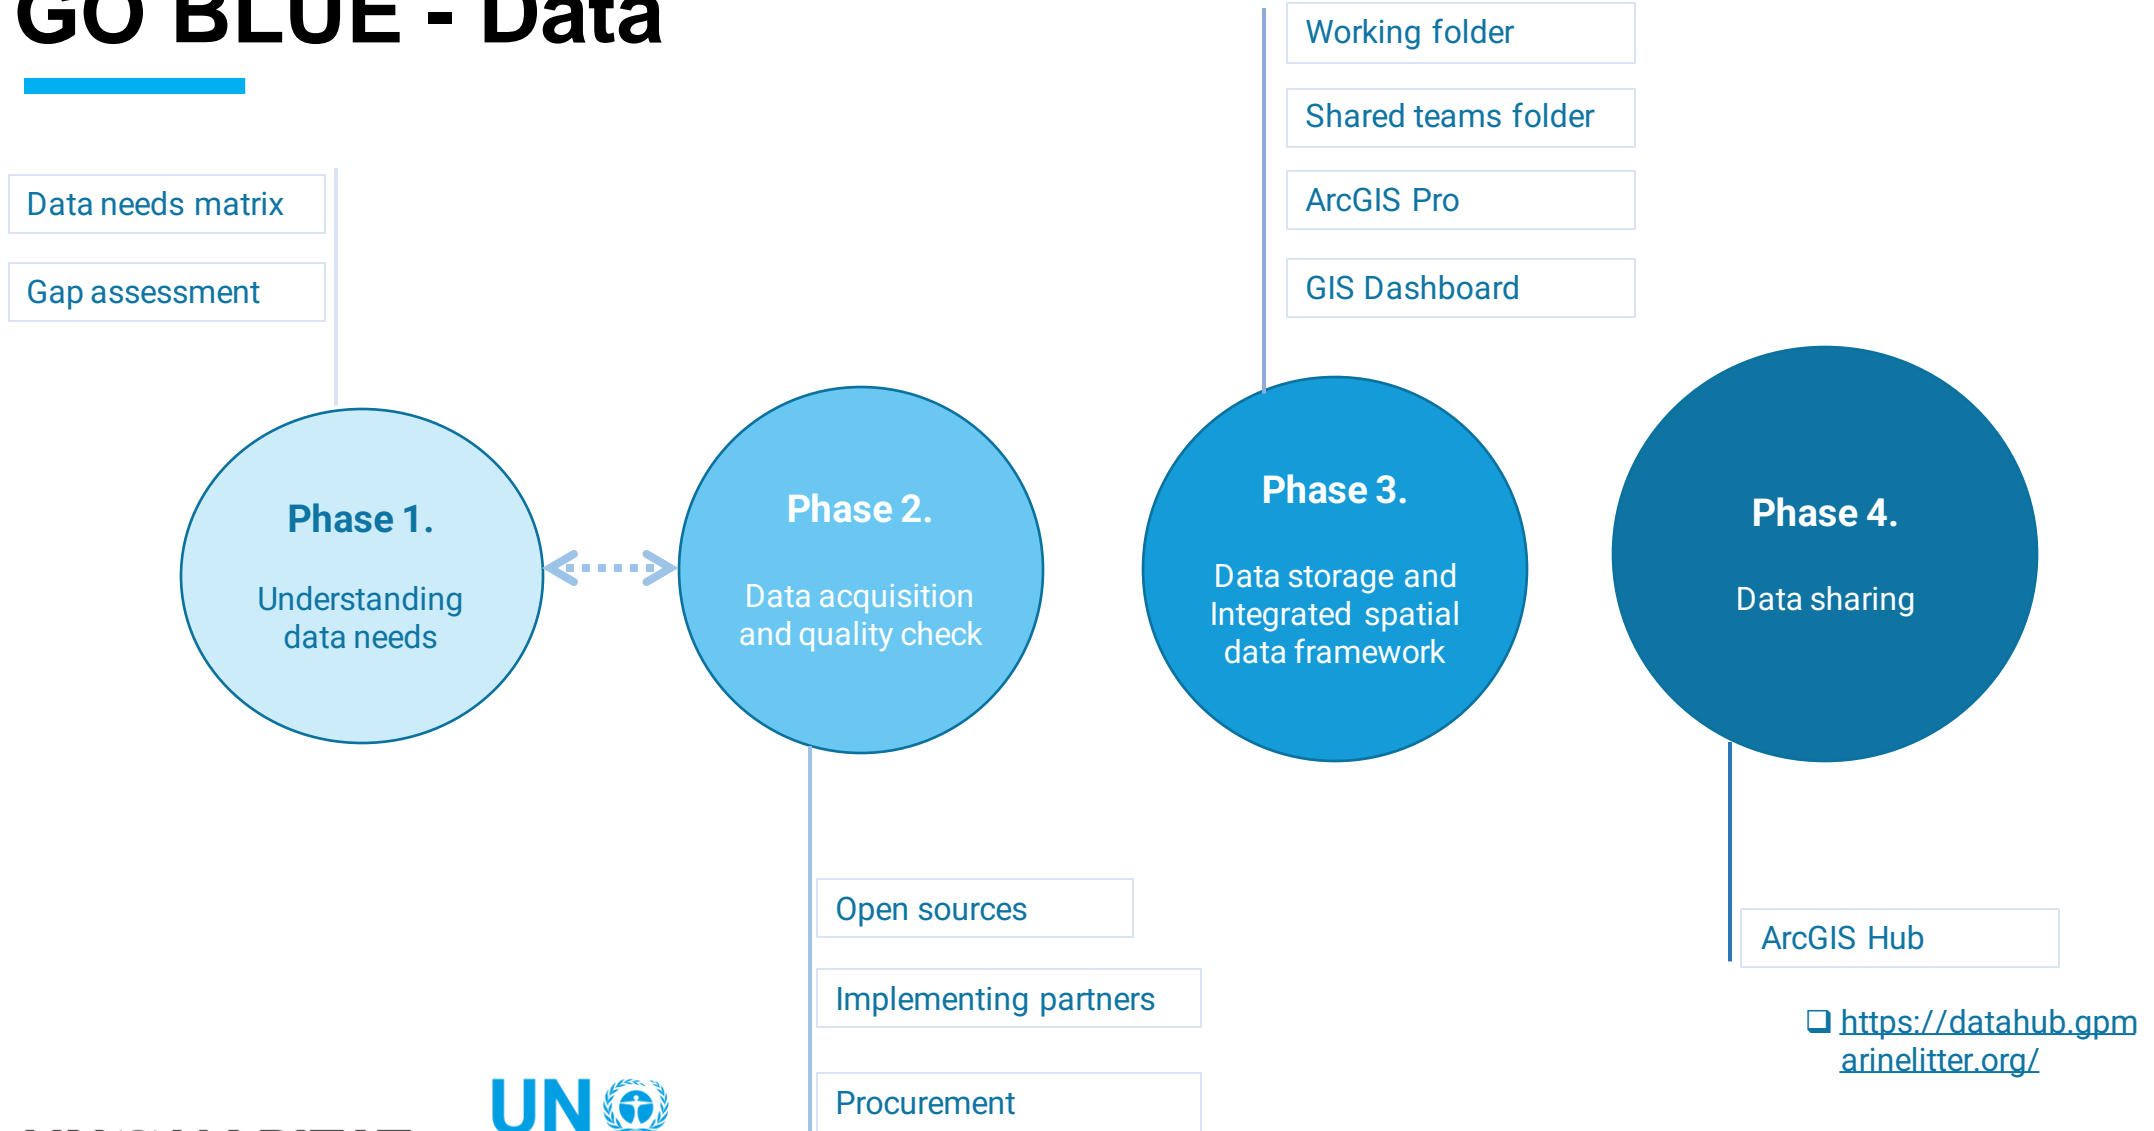 GO BLUE - Data
Working folder
Shared teams folder
ArcGIS Pro
GIS Dashboard
Data needs matrix
Gap assessment
Phase 1.
Understanding
data needs
Phase 2.
Data acquisition
and quality check
Phase 3.
Data storage and
Integrated spatial
data framework
Phase 4.
Data sharing
Open sources
Implementing partners
Procurement
ArcGIS Hub
https://datahub.gpm
arinelitter.org/
UN